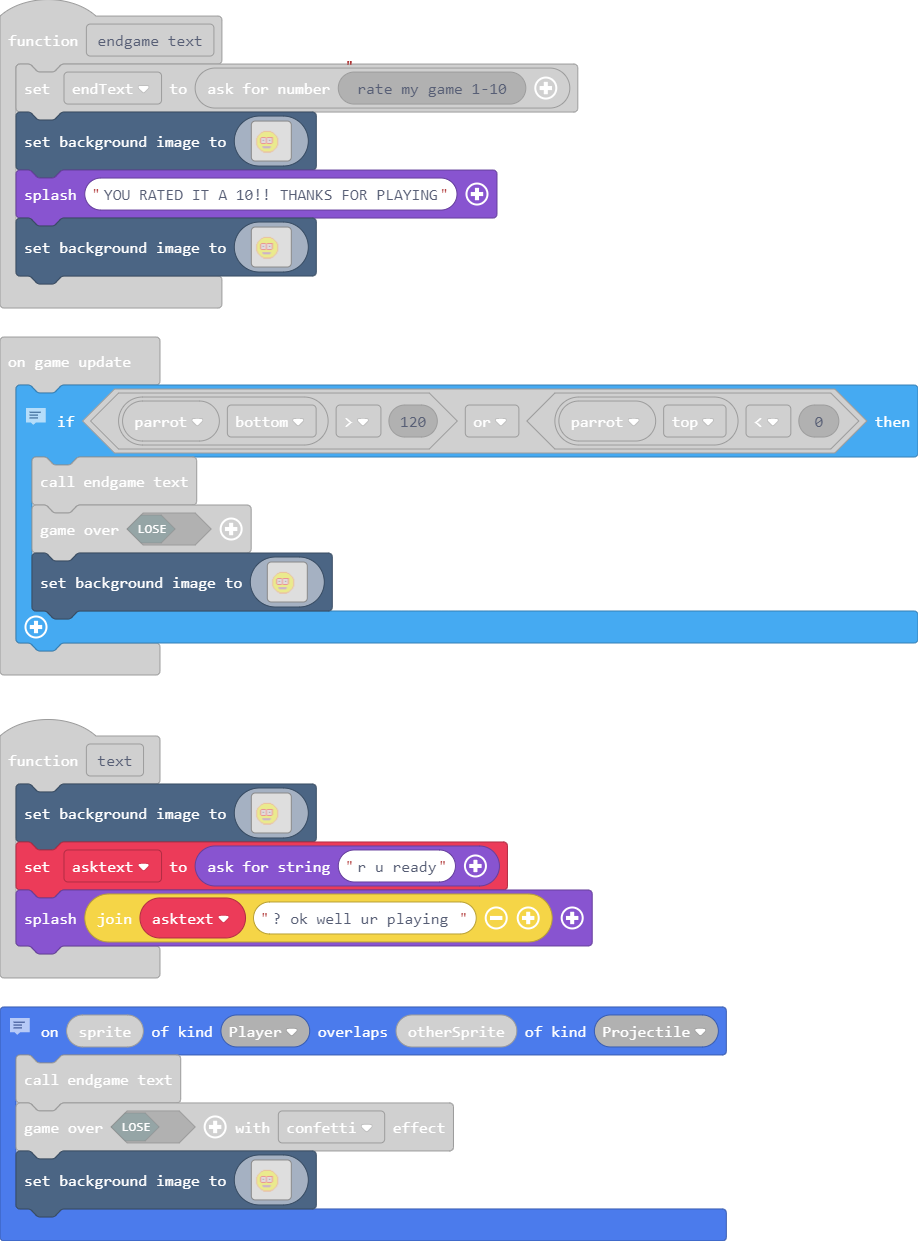 function endgame text
"
set endText to ask for number rate my game 1-10
set background image to
splash "YOU RATED IT A 10!! THANKS FOR PLAYING"
set background image to
on game update
if parrot bottom > 120 or parrot top < 0 then
call endgame text
game over LOSE
set background image to
function text
set background image to
set asktext to ask for string "r u ready"
splash join asktext "? ok well ur playing "
on sprite of kind Player overlaps otherSprite of kind Projectile
call endgame text
game over LOSE with confetti effect
set background image to